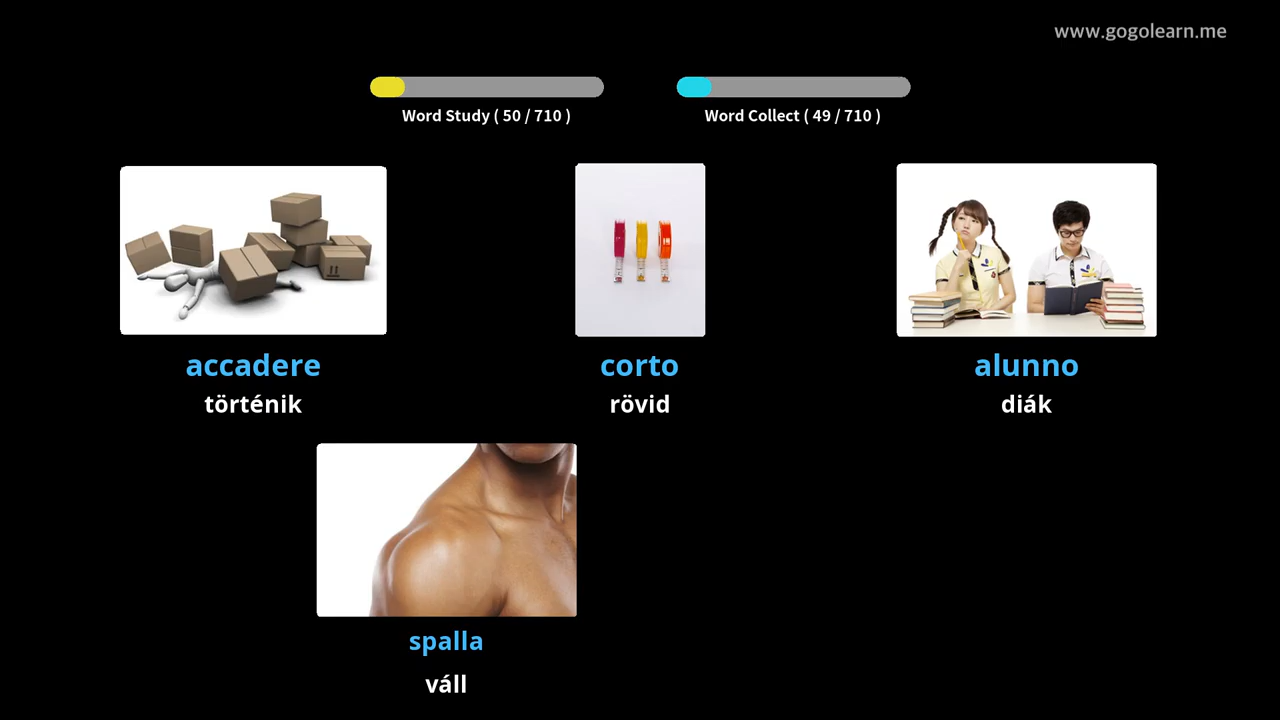 www.gogolearn.me
Word Study ( 50 / 710 )
Word Collect ( 49 / 710 )
accadere
történik
corto
rövid
alunno
diák
spalla
váll